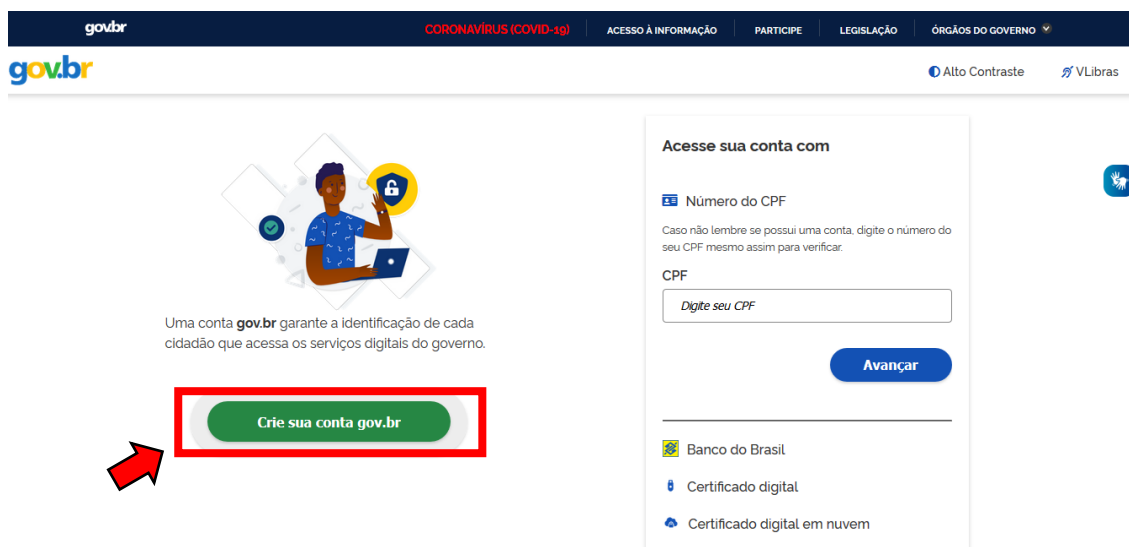 gov.br
CORONAVÍRUS (COVID-19)
ACESSO À INFORMAÇÃO
PARTICIPE
LEGISLAÇÃO
ÓRGÃOS DO GOVERNO
gov.br
Alto Contraste
VLibras
Uma conta gov.br garante a identificação de cada
cidadão que acessa os serviços digitais do governo.
Crie sua conta gov.br
Acesse sua conta com
Número do CPF
Caso não lembre se possui uma conta, digite o número do
seu CPF mesmo assim para verificar.
CPF
Digite seu CPF
Avançar
Banco do Brasil
Certificado digital
Certificado digital em nuvem